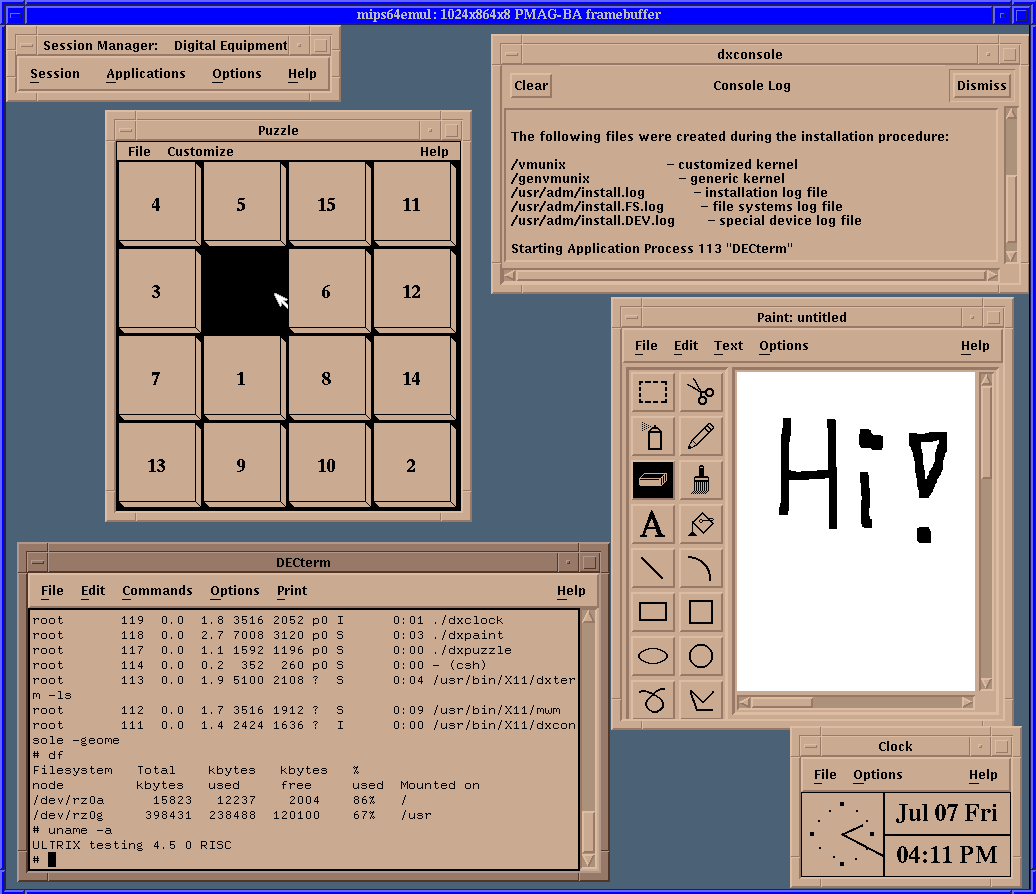 mips64emul: 1024x864x8 PMAG-BA framebuffer
Session Manager: Digital Equipment
Session Applications Options Help
dxconsole
Clear Console Log Dismiss
The following files were created during the installation procedure:
/vmunix – customized kernel
/genvmunix – generic kernel
/usr/adm/install.log – installation log file
/usr/adm/install.FS.log – file systems log file
/usr/adm/install.DEV.log – special device log file
Starting Application Process 113 "DECterm"
Puzzle
File Customize Help
4 5 15 11
3 6 12
7 1 8 14
13 9 10 2
Paint: untitled
File Edit Text Options Help
A
Hi!
DECterm
File Edit Commands Options Print Help
root 119 0.0 1.8 3516 2052 p0 I 0:01 ./dxclock
root 118 0.0 2.7 7008 3120 p0 S 0:03 ./dxpaint
root 117 0.0 1.1 1592 1196 p0 S 0:00 ./dxpuzzle
root 114 0.0 0.2 352 260 p0 S 0:00 – (csh)
root 113 0.0 1.9 5100 2108 ? S 0:04 /usr/bin/X11/dxter
m –ls
root 112 0.0 1.7 3516 1912 ? S 0:09 /usr/bin/X11/mwm
root 111 0.0 1.4 2424 1636 ? I 0:00 /usr/bin/X11/dxcon
sole –geome
# df
Filesystem Total kbytes kbytes %
node kbytes used free used Mounted on
/dev/rz0a 15823 12237 2004 86% /
/dev/rz0g 398431 238488 120100 67% /usr
# uname –a
ULTRIX testing 4.5 0 RISC
#
Clock
File Options Help
Jul 07 Fri
04:11 PM